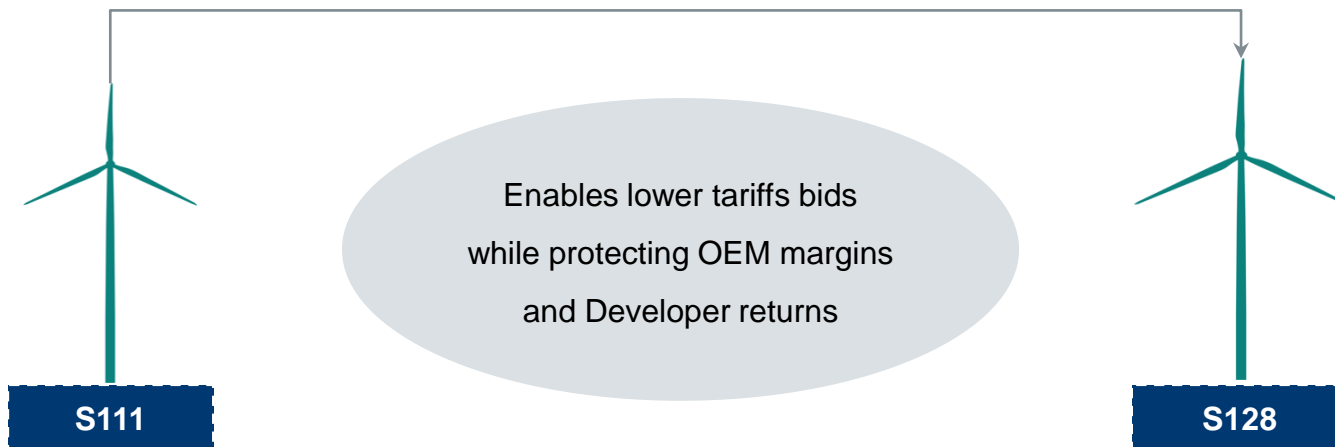 Enables lower tariffs bids
while protecting OEM margins
and Developer returns
S111
S128